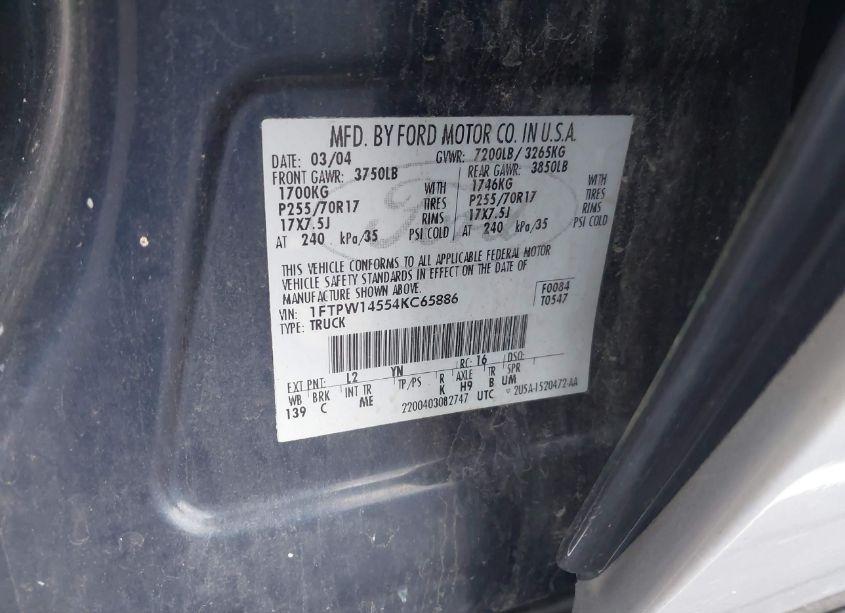 MFD. BY FORD MOTOR CO. IN U.S.A.
DATE: 03/04 GVWR: 7200LB / 3265KG
FRONT GAWR: 3750LB REAR GAWR: 3850LB
1700KG WITH 1746KG WITH
P255/70R17 TIRES P255/70R17 TIRES
17X7.5J RIMS 17X7.5J RIMS
AT 240 kPa/35 PSI COLD AT 240 kPa/35 PSI COLD
Ford
THIS VEHICLE CONFORMS TO ALL APPLICABLE FEDERAL MOTOR
VEHICLE SAFETY STANDARDS IN EFFECT ON THE DATE OF
MANUFACTURE SHOWN ABOVE.
VIN: 1FTPW14554KC65886 F0084
TYPE: TRUCK T0547
EXT PNT: L2 YN RC: 16 DSO:
WB BRK INT TR TP/PS R AXLE TR SPR
139 C ME K H9 B UM
2200403082747 UTC 2U5A-1520472-AA